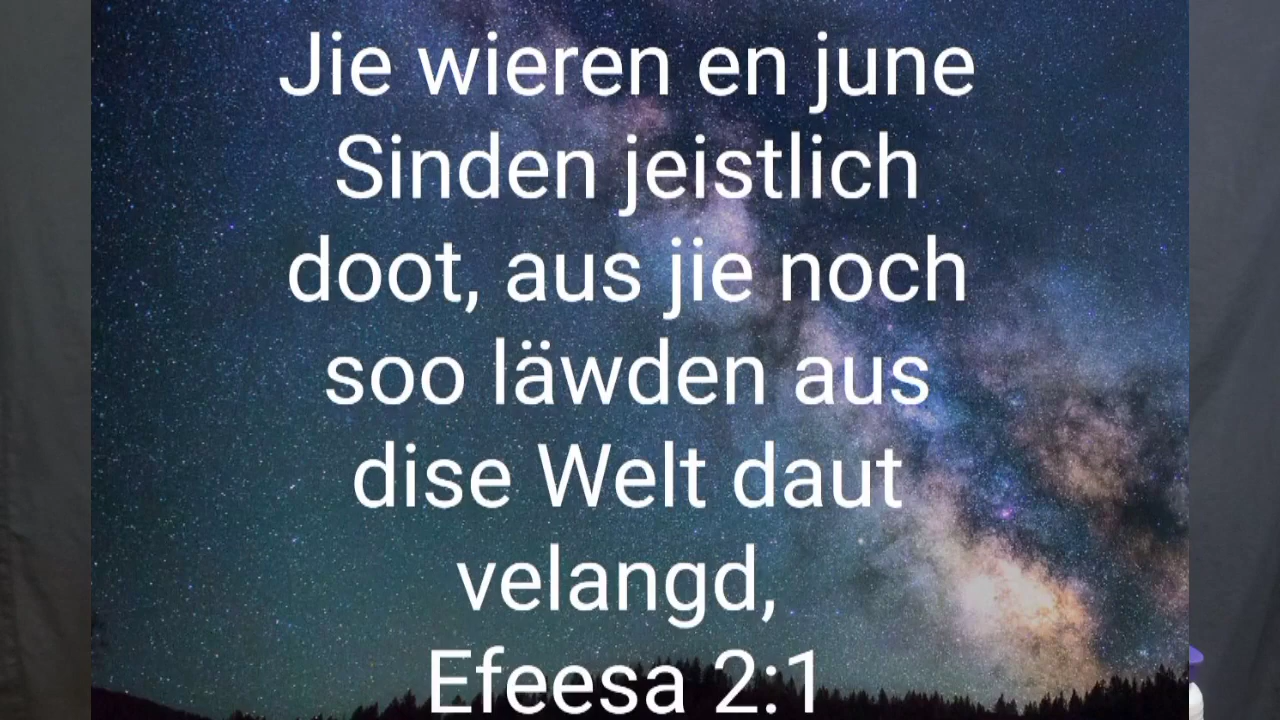 Jie wieren en june
Sinden jeistlich
doot, aus jie noch
soo läwden aus
dise Welt daut
velangd,
Efeesa 2:1